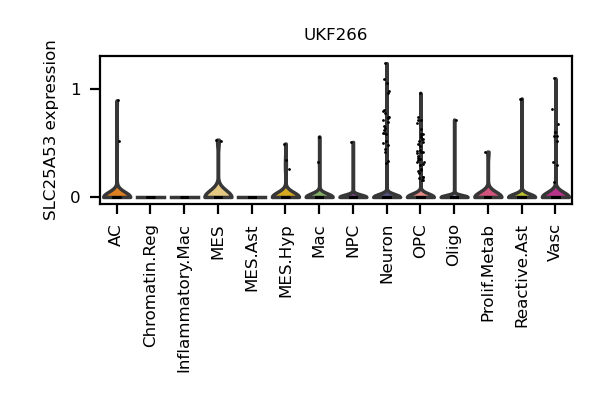 UKF266
SLC25A53 expression
1
0
AC
Chromatin.Reg
Inflammatory.Mac
MES
MES.Ast
MES.Hyp
Mac
NPC
Neuron
OPC
Oligo
Prolif.Metab
Reactive.Ast
Vasc